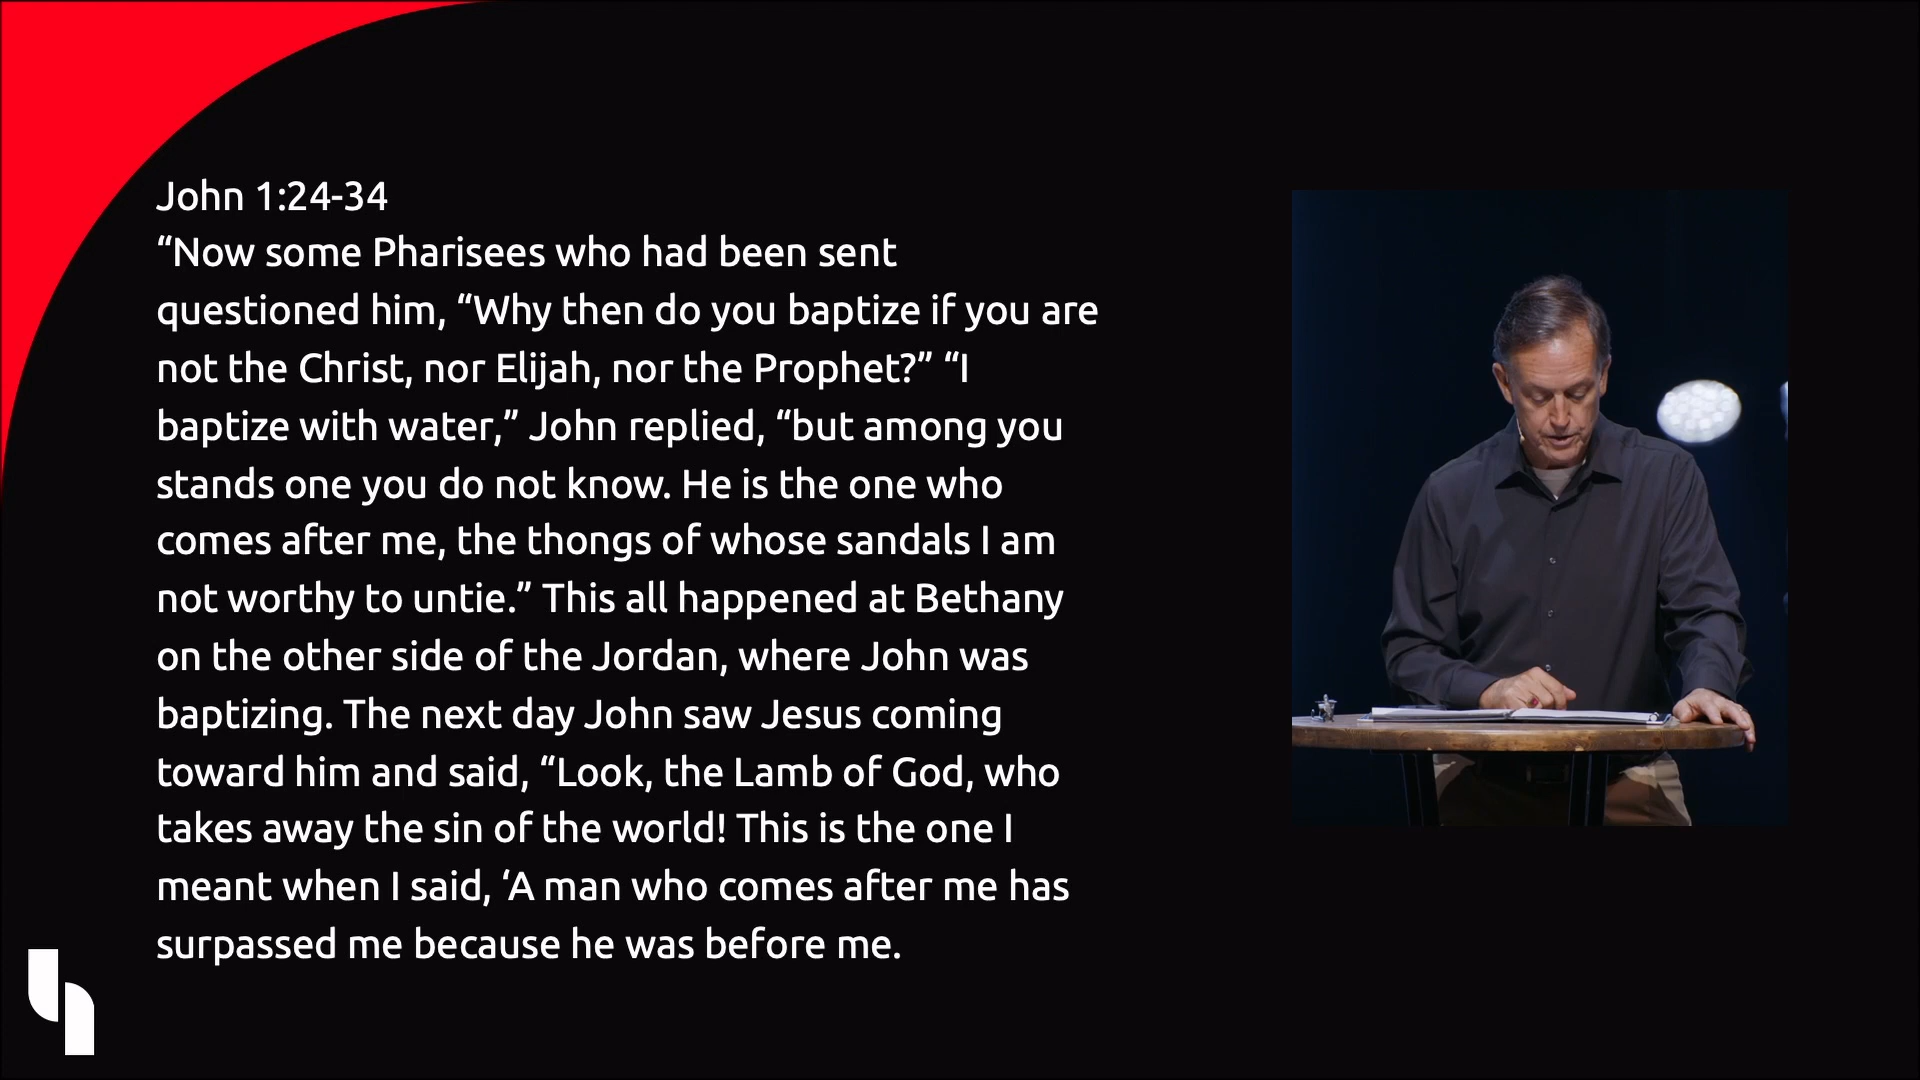 John 1:24-34
“Now some Pharisees who had been sent
questioned him, “Why then do you baptize if you are
not the Christ, nor Elijah, nor the Prophet?” “I
baptize with water,” John replied, “but among you
stands one you do not know. He is the one who
comes after me, the thongs of whose sandals I am
not worthy to untie.” This all happened at Bethany
on the other side of the Jordan, where John was
baptizing. The next day John saw Jesus coming
toward him and said, “Look, the Lamb of God, who
takes away the sin of the world! This is the one I
meant when I said, ‘A man who comes after me has
surpassed me because he was before me.